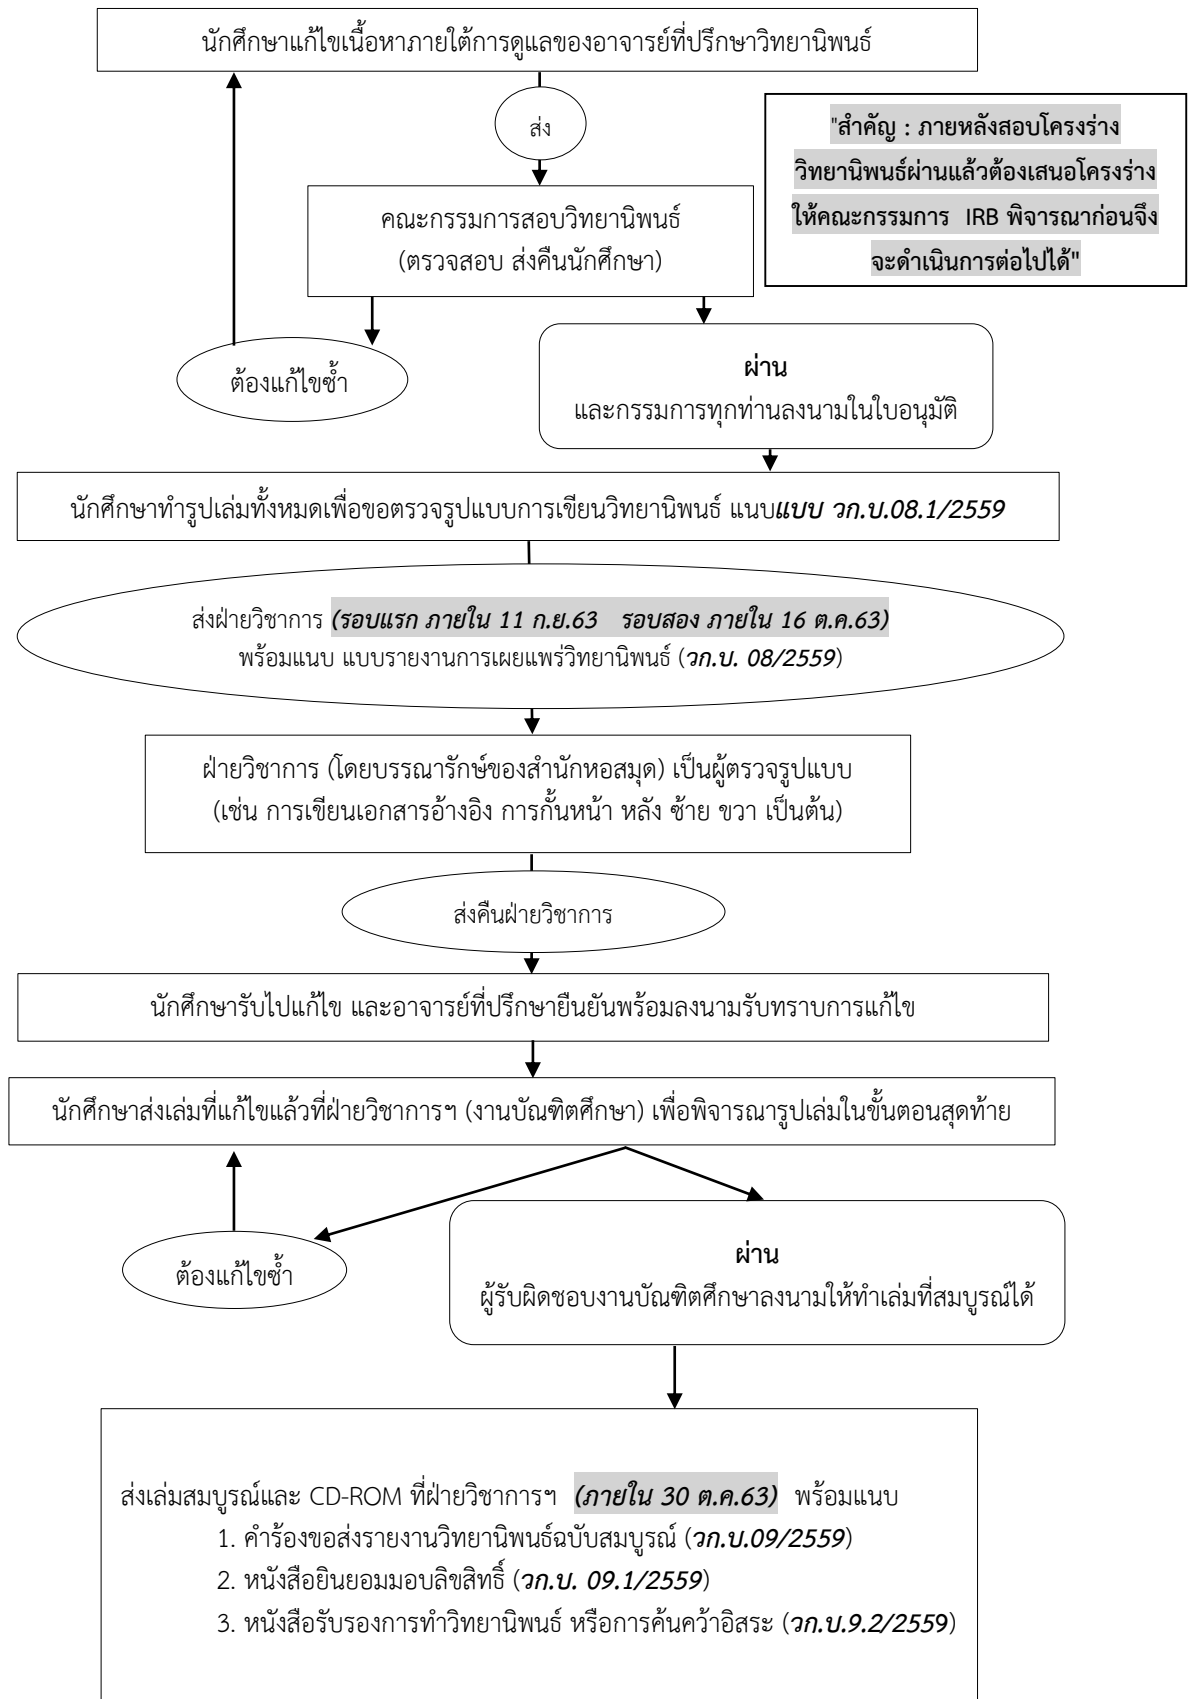 นักศึกษาแก้ไขเนื้อหาภายใต้การดูแลของอาจารย์ที่ปรึกษาวิทยานิพนธ์
ส่ง
"สำคัญ : ภายหลังสอบโครงร่าง
วิทยานิพนธ์ผ่านแล้วต้องเสนอโครงร่าง
ให้คณะกรรมการ IRB พิจารณาก่อนจึง
จะดำเนินการต่อไปได้"
คณะกรรมการสอบวิทยานิพนธ์
(ตรวจสอบ ส่งคืนนักศึกษา)
ต้องแก้ไขซ้ำ
ผ่าน
และกรรมการทุกท่านลงนามในใบอนุมัติ
นักศึกษาทำรูปเล่มทั้งหมดเพื่อขอตรวจรูปแบบการเขียนวิทยานิพนธ์ แนบแบบ วก.บ.08.1/2559
ส่งฝ่ายวิชาการ (รอบแรก ภายใน 11 ก.ย.63 รอบสอง ภายใน 16 ต.ค.63)
พร้อมแนบ แบบรายงานการเผยแพร่วิทยานิพนธ์ (วก.บ. 08/2559)
ฝ่ายวิชาการ (โดยบรรณารักษ์ของสำนักหอสมุด) เป็นผู้ตรวจรูปแบบ
(เช่น การเขียนเอกสารอ้างอิง การกั้นหน้า หลัง ซ้าย ขวา เป็นต้น)
ส่งคืนฝ่ายวิชาการ
นักศึกษารับไปแก้ไข และอาจารย์ที่ปรึกษายืนยันพร้อมลงนามรับทราบการแก้ไข
นักศึกษาส่งเล่มที่แก้ไขแล้วที่ฝ่ายวิชาการฯ (งานบัณฑิตศึกษา) เพื่อพิจารณารูปเล่มในขั้นตอนสุดท้าย
ต้องแก้ไขซ้ำ
ผ่าน
ผู้รับผิดชอบงานบัณฑิตศึกษาลงนามให้ทำเล่มที่สมบูรณ์ได้
ส่งเล่มสมบูรณ์และ CD-ROM ที่ฝ่ายวิชาการฯ (ภายใน 30 ต.ค.63) พร้อมแนบ
1. คำร้องขอส่งรายงานวิทยานิพนธ์ฉบับสมบูรณ์ (วก.บ.09/2559)
2. หนังสือยินยอมมอบลิขสิทธิ์ (วก.บ. 09.1/2559)
3. หนังสือรับรองการทำวิทยานิพนธ์ หรือการค้นคว้าอิสระ (วก.บ.9.2/2559)